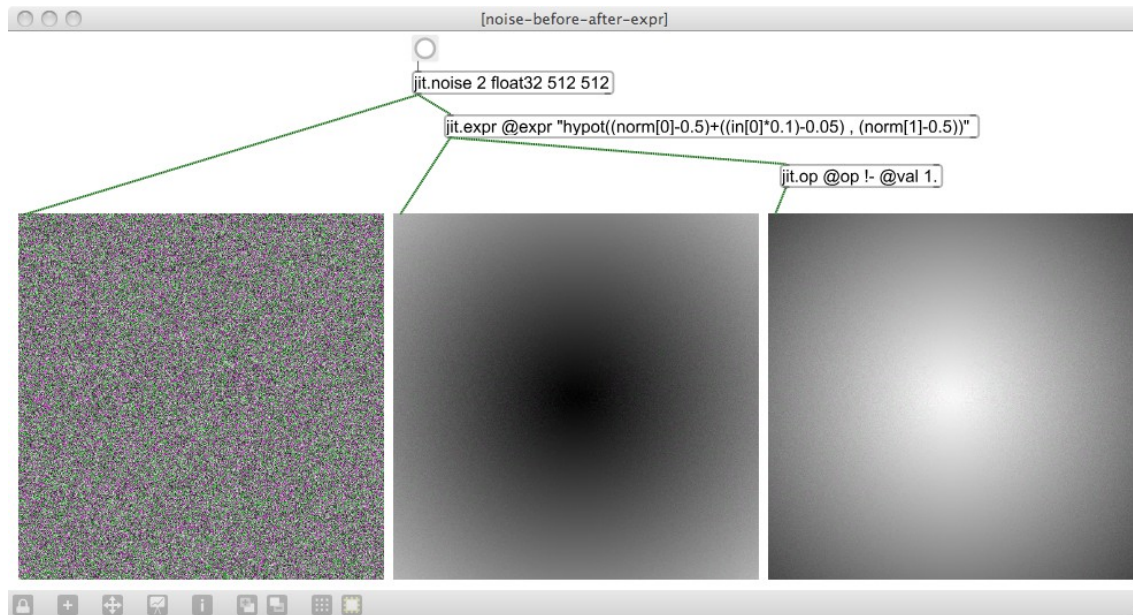 [noise-before-after-expr]
jit.noise 2 float32 512 512
jit.expr @expr "hypot((norm[0]-0.5)+((in[0]*0.1)-0.05) , (norm[1]-0.5))"
jit.op @op !- @val 1.